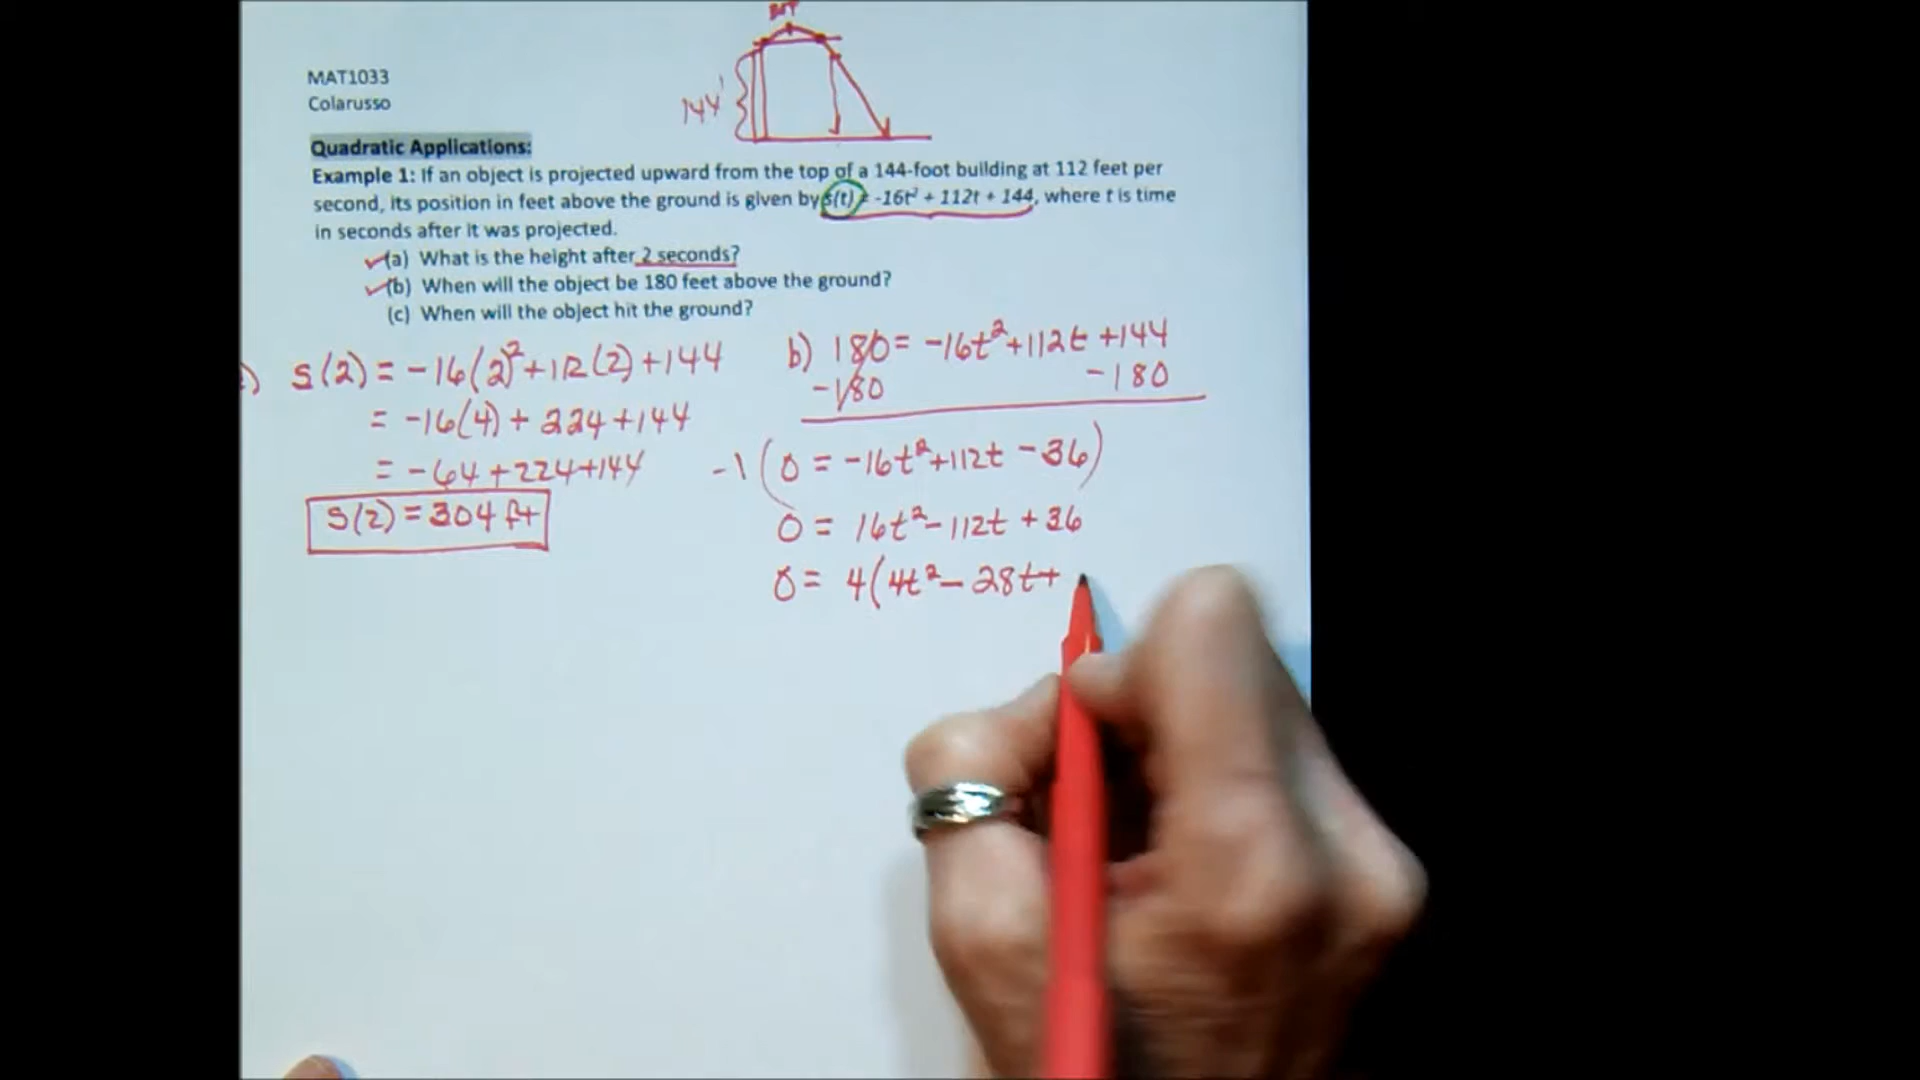 MAT1033
Colarusso
144'
Quadratic Applications:
Example 1: If an object is projected upward from the top of a 144-foot building at 112 feet per
second, its position in feet above the ground is given by s(t) = -16t² + 112t + 144, where t is time
in seconds after it was projected.
(a) What is the height after 2 seconds?
(b) When will the object be 180 feet above the ground?
(c) When will the object hit the ground?
) S(2) = -16(2)²+112(2)+144
= -16(4) + 224+144
= -64+224+144
S(2) = 304 ft
b) 180 = -16t²+112t +144
-180 -180
-1(0 = -16t²+112t -36)
0 = 16t²-112t +36
0 = 4(4t²- 28t+